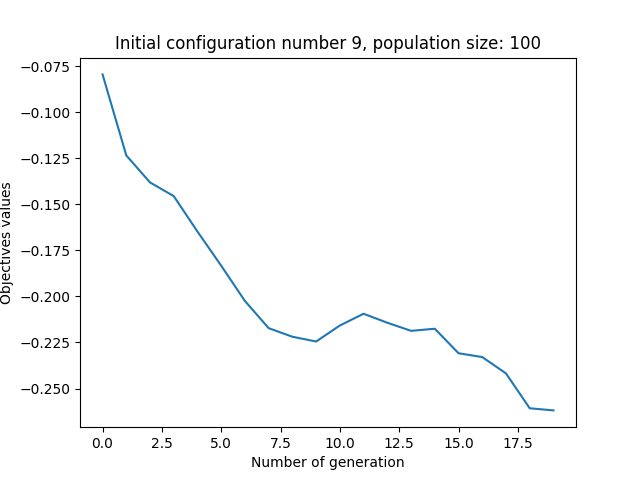 Initial configuration number 9, population size: 100
Objectives values
−0.075
−0.100
−0.125
−0.150
−0.175
−0.200
−0.225
−0.250
0.0 2.5 5.0 7.5 10.0 12.5 15.0 17.5
Number of generation